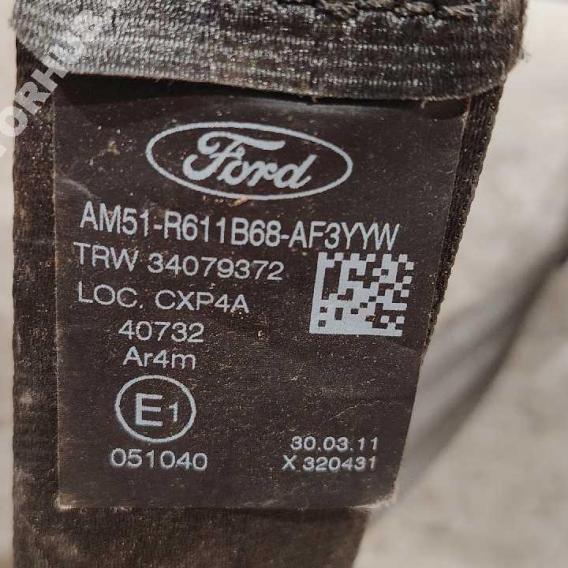 Ford
AM51-R611B68-AF3YYW
TRW 34079372
LOC. CXP4A
40732
Ar4m
E1
051040
30.03.11
X 320431